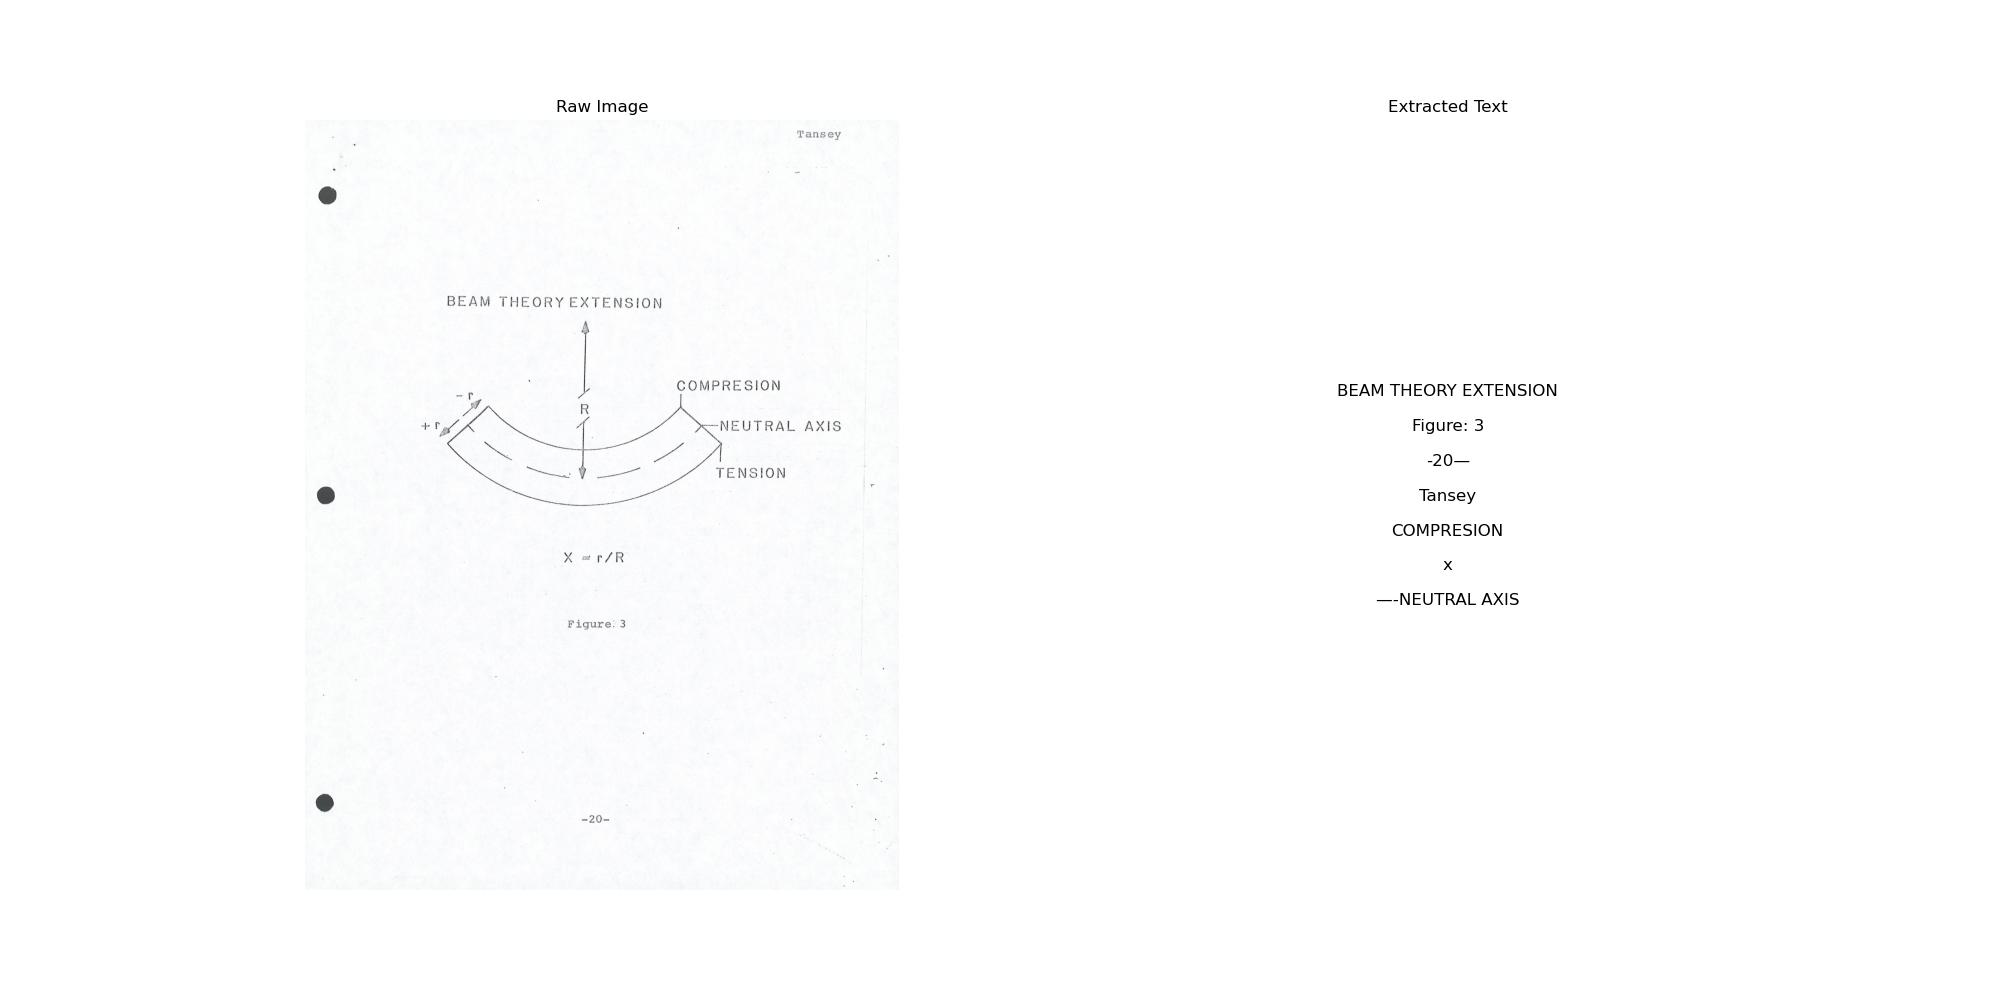 Raw Image
Tansey
BEAM THEORY EXTENSION
COMPRESION
-r
R
+r
NEUTRAL AXIS
TENSION
X = r/R
Figure: 3
-20-
Extracted Text
BEAM THEORY EXTENSION
Figure: 3
-20—
Tansey
COMPRESION
x
—-NEUTRAL AXIS